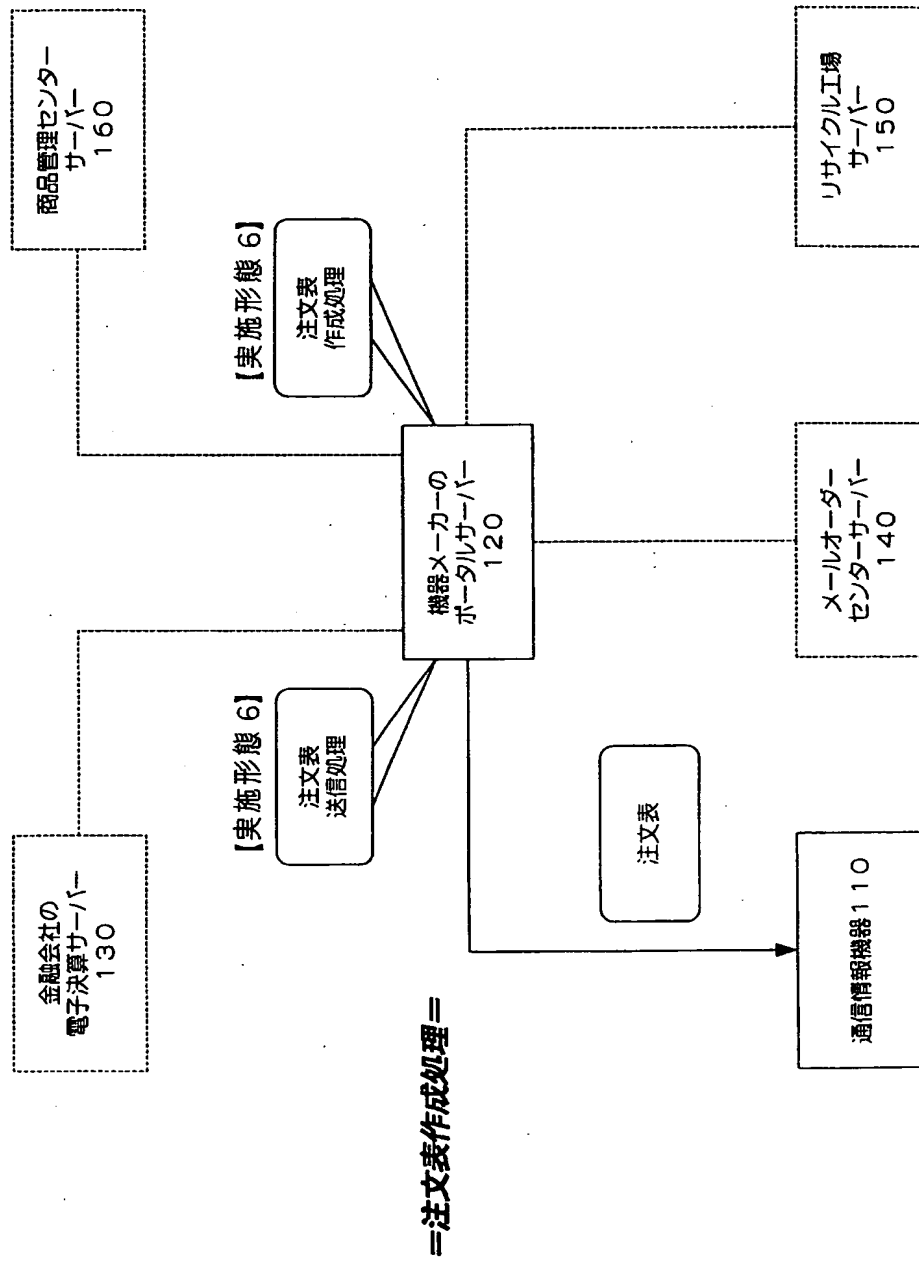 金融会社の
電子決算サーバー
130
商品管理センター
サーバー
160
【実施形態6】
注文表
送信処理
【実施形態6】
注文表
作成処理
=注文表作成処理=
機器メーカーの
ポータルサーバー
120
注文表
通信情報機器110
メールオーダー
センターサーバー
140
リサイクル工場
サーバー
150